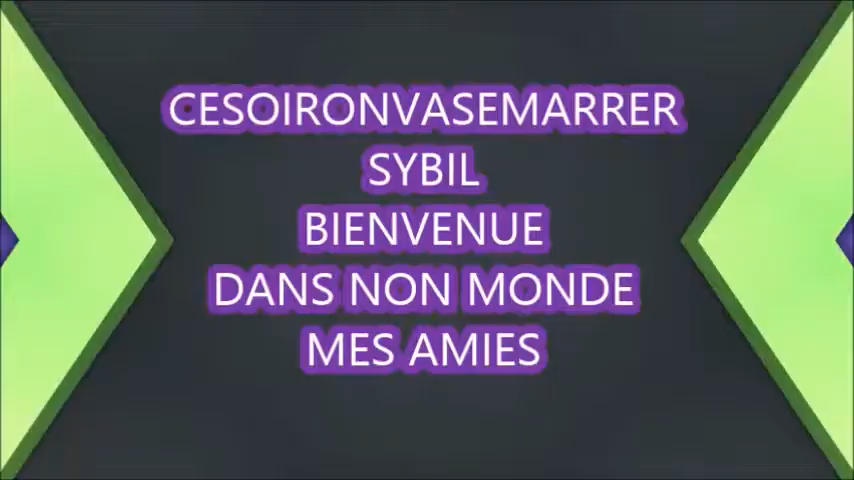 CESOIRONVASEMARRER
SYBIL
BIENVENUE
DANS NON MONDE
MES AMIES